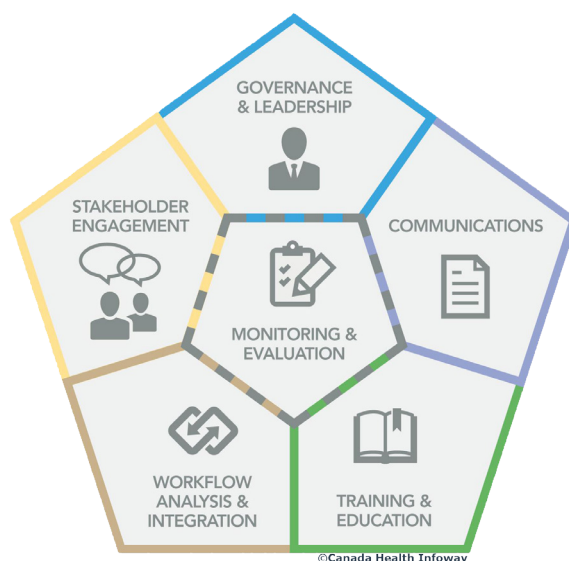 GOVERNANCE
& LEADERSHIP
STAKEHOLDER
ENGAGEMENT
COMMUNICATIONS
MONITORING &
EVALUATION
WORKFLOW
ANALYSIS &
INTEGRATION
TRAINING &
EDUCATION
©Canada Health Infoway